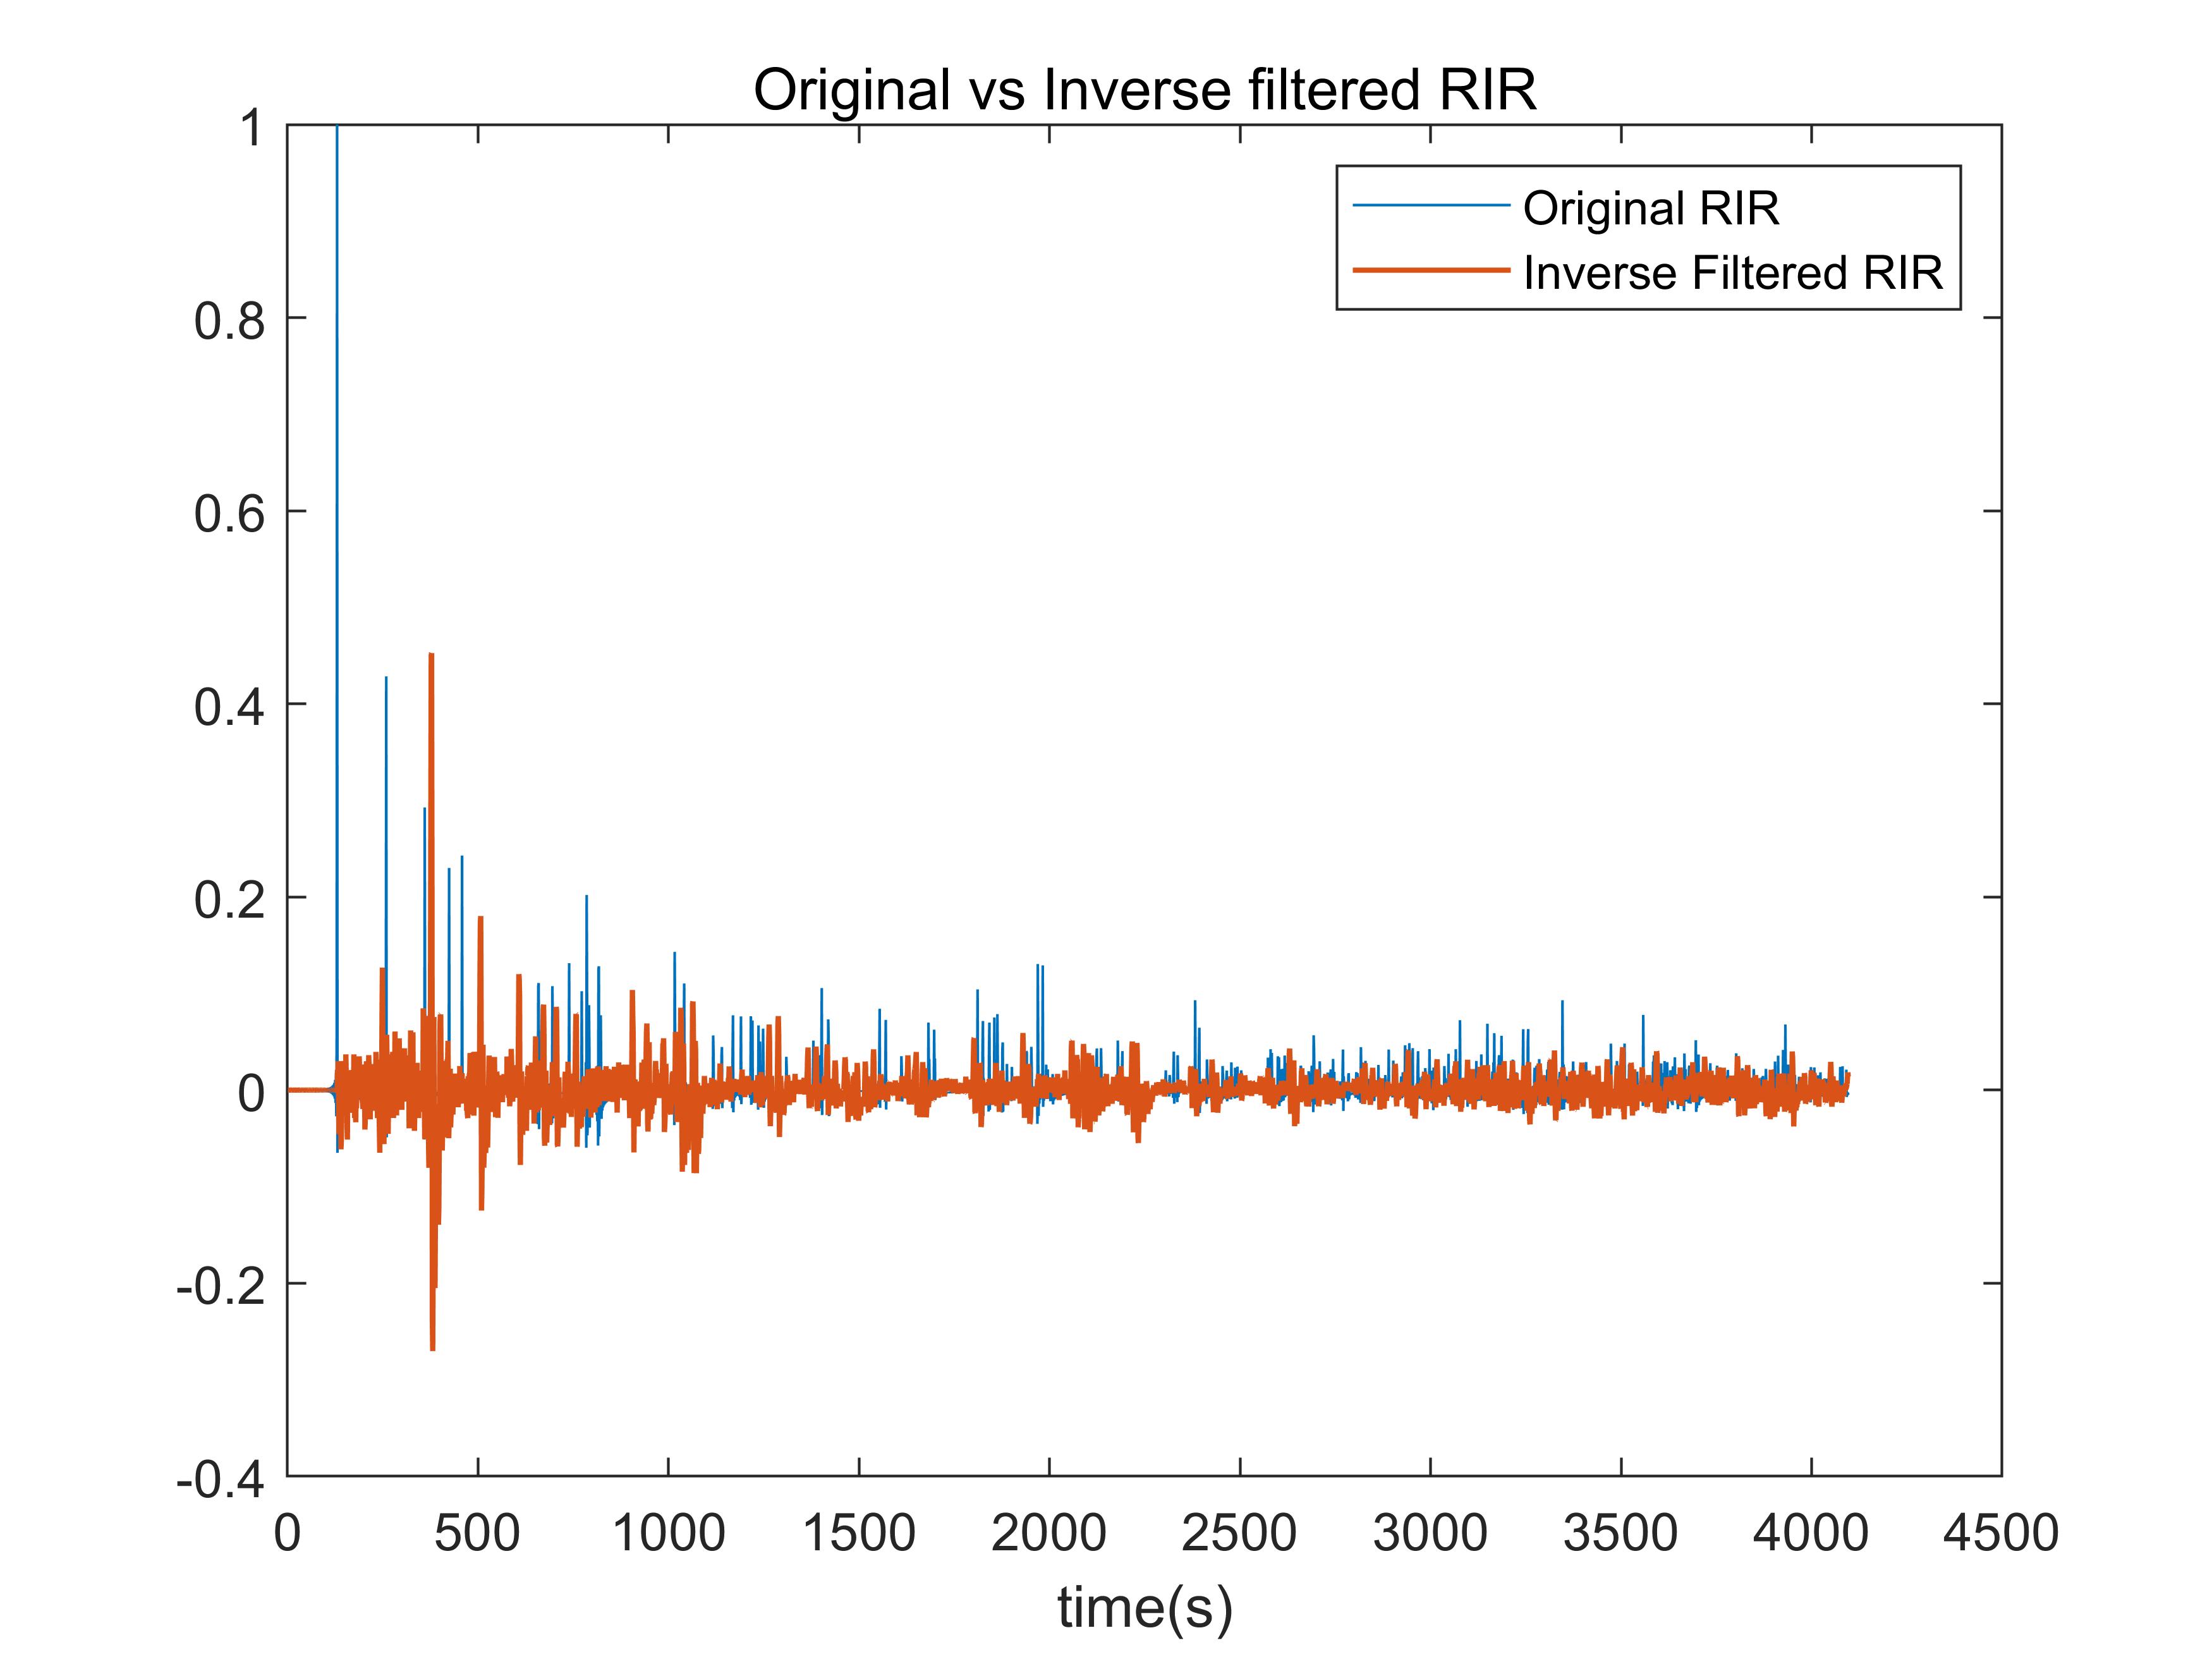 Original vs Inverse filtered RIR
Original RIR
Inverse Filtered RIR
1
0.8
0.6
0.4
0.2
0
-0.2
-0.4
0 500 1000 1500 2000 2500 3000 3500 4000 4500
time(s)